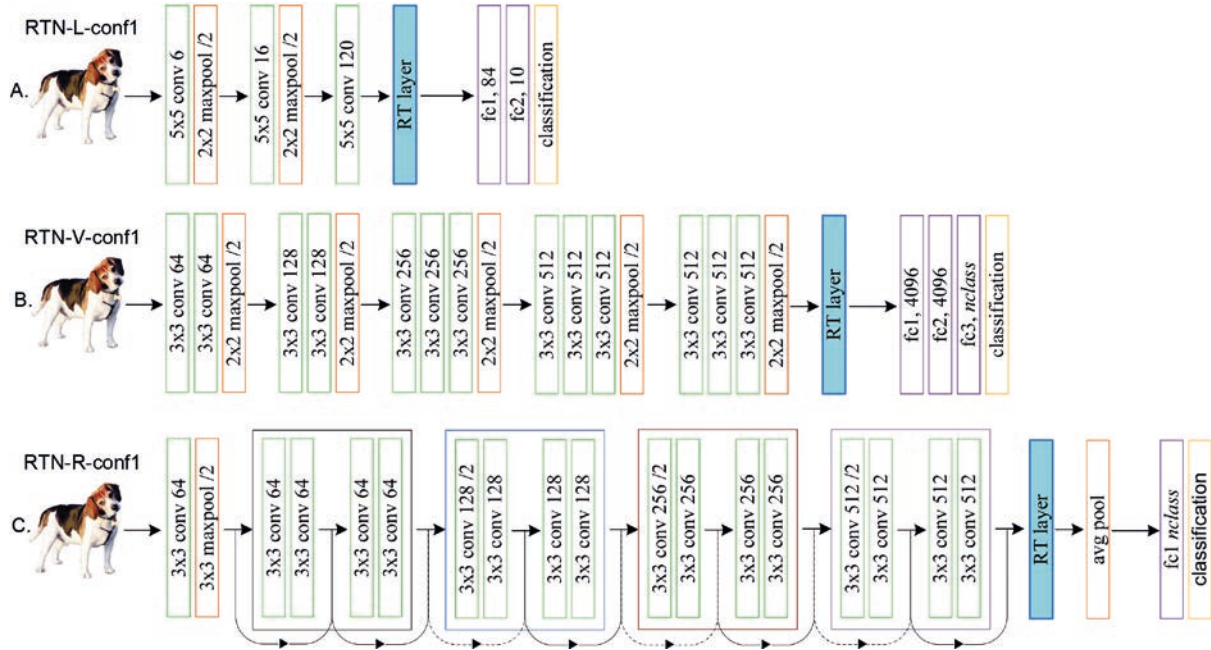 RTN-L-conf1
A.
5x5 conv 6
2x2 maxpool /2
5x5 conv 16
2x2 maxpool /2
5x5 conv 120
RT layer
fc1, 84
fc2, 10
classification
RTN-V-conf1
B.
3x3 conv 64
3x3 conv 64
2x2 maxpool /2
3x3 conv 128
3x3 conv 128
2x2 maxpool /2
3x3 conv 256
3x3 conv 256
3x3 conv 256
2x2 maxpool /2
3x3 conv 512
3x3 conv 512
3x3 conv 512
2x2 maxpool /2
3x3 conv 512
3x3 conv 512
3x3 conv 512
2x2 maxpool /2
RT layer
fc1, 4096
fc2, 4096
fc3, nclass
classification
RTN-R-conf1
C.
3x3 conv 64
3x3 maxpool /2
3x3 conv 64
3x3 conv 64
3x3 conv 64
3x3 conv 64
3x3 conv 128 /2
3x3 conv 128
3x3 conv 128
3x3 conv 128
3x3 conv 256 /2
3x3 conv 256
3x3 conv 256
3x3 conv 256
3x3 conv 512 /2
3x3 conv 512
3x3 conv 512
3x3 conv 512
RT layer
avg pool
fc1 nclass
classification